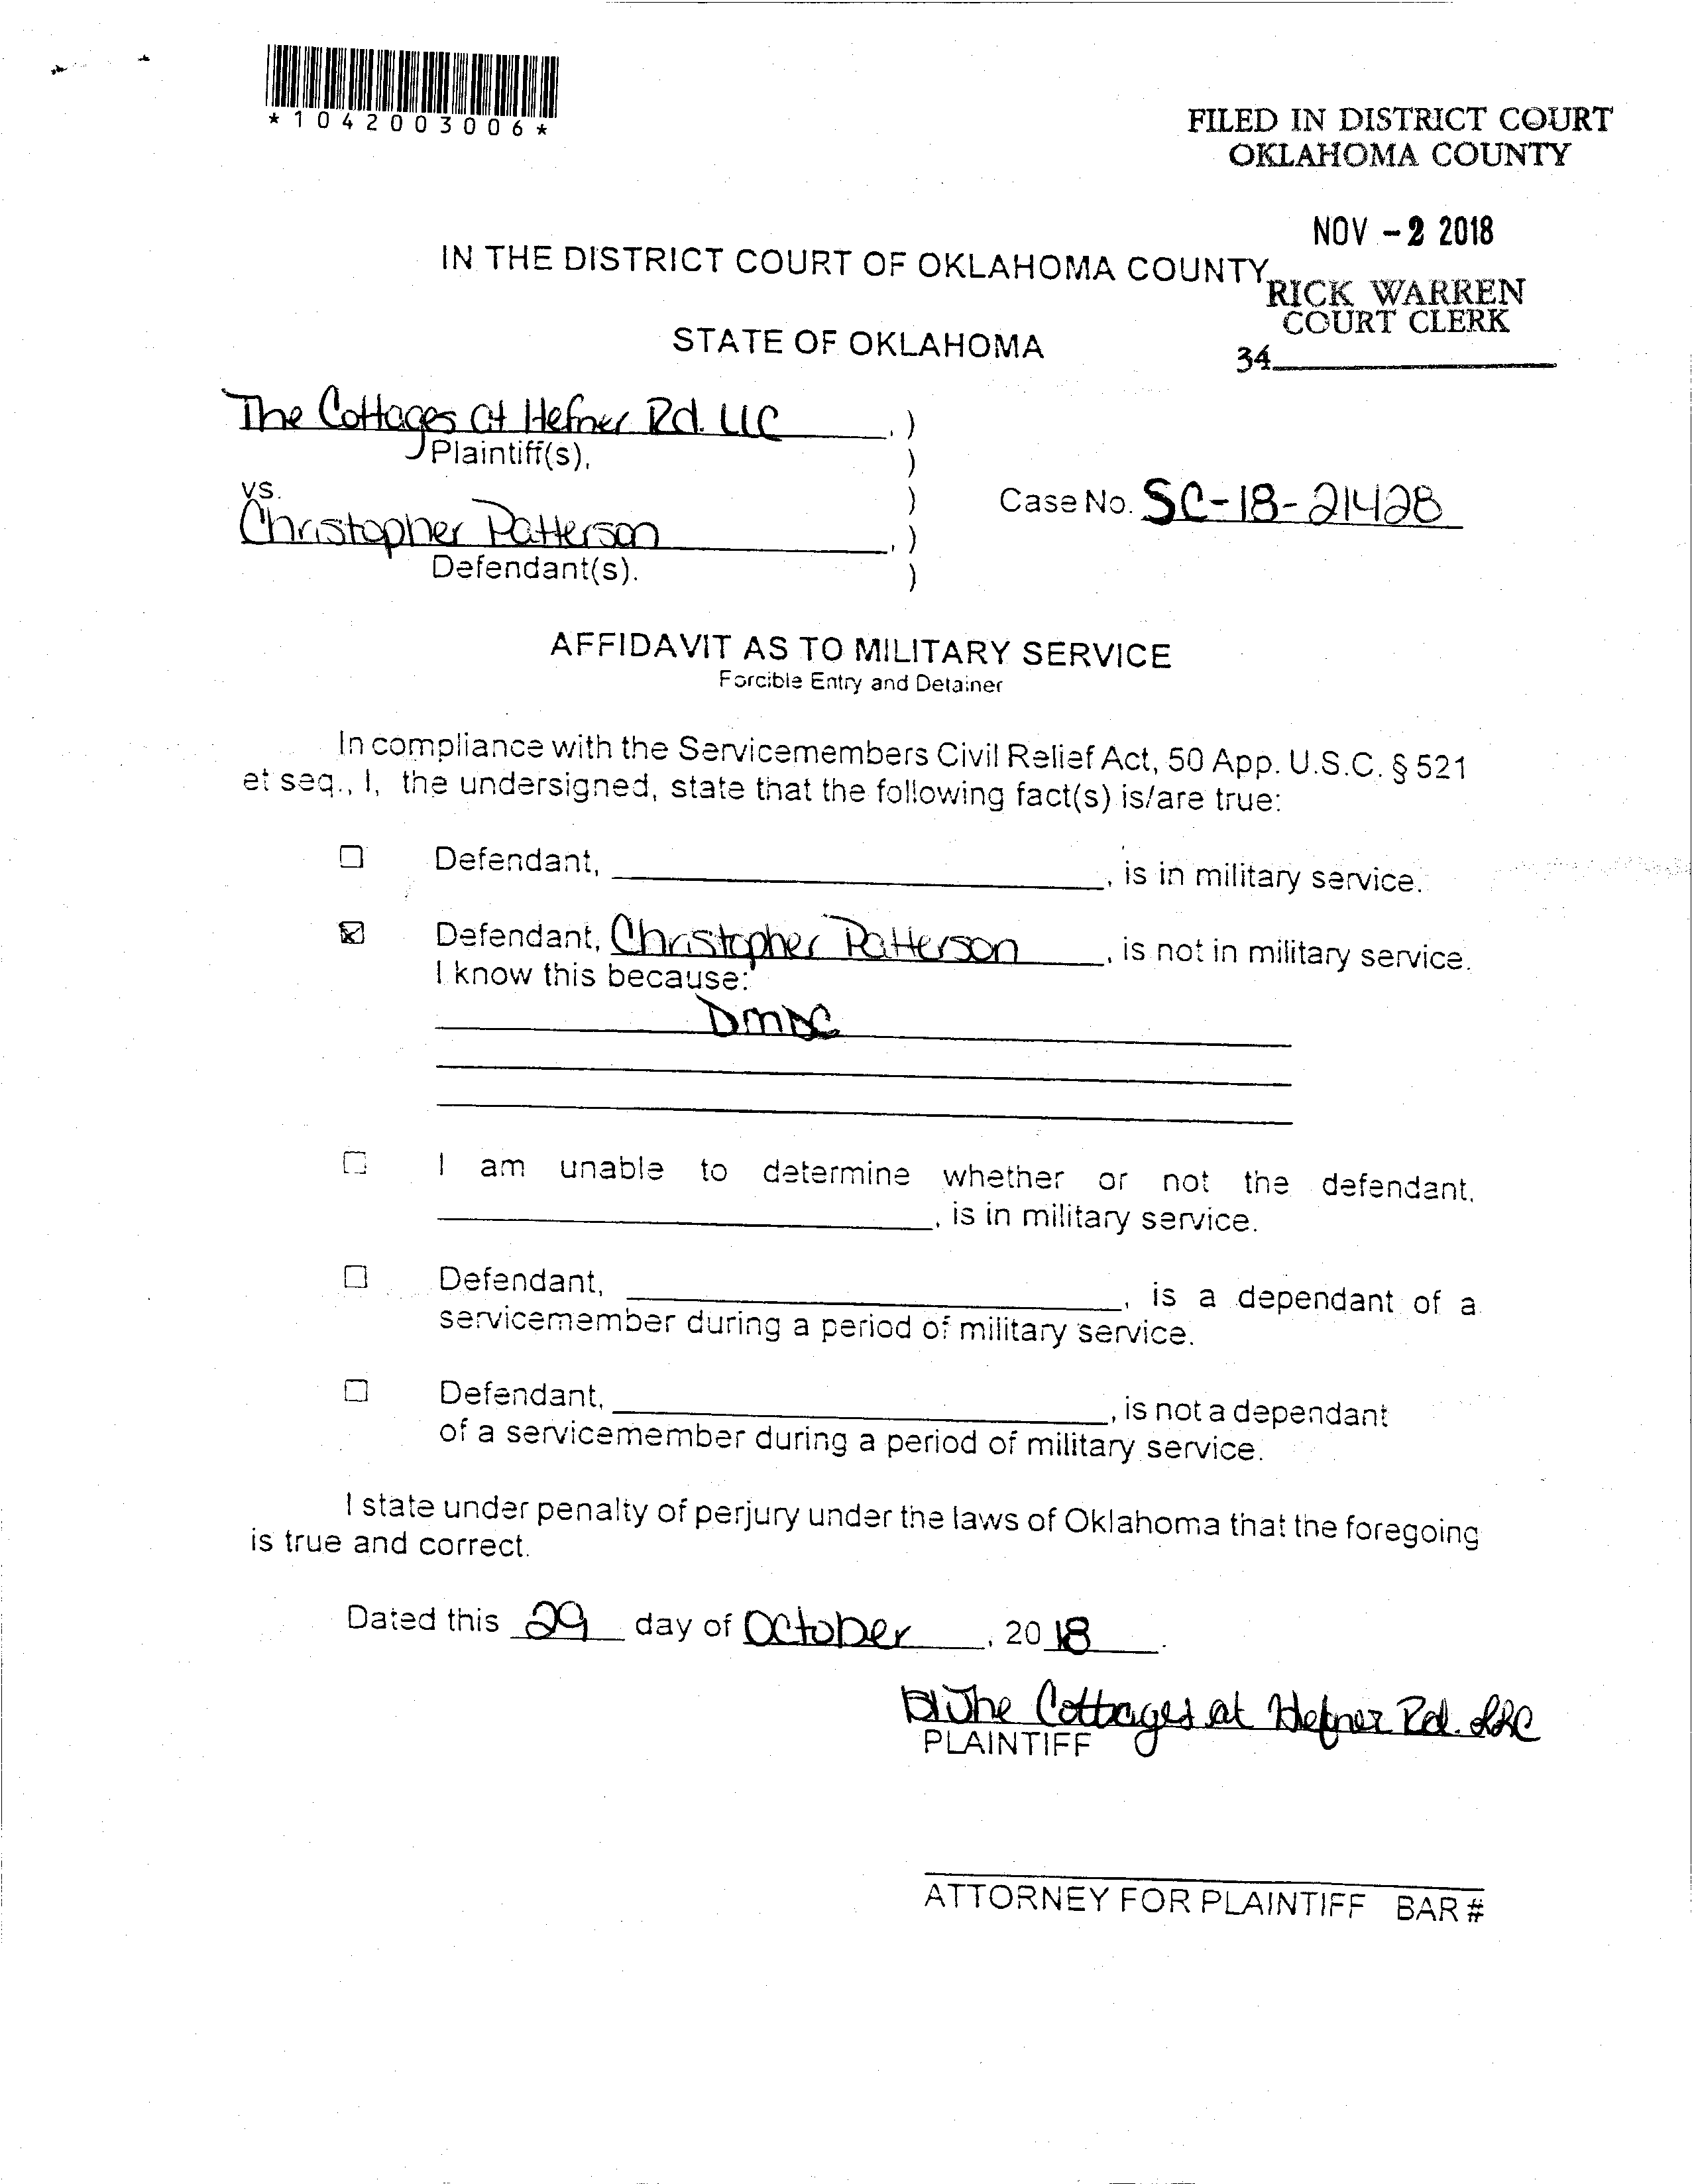 *1042003006*
FILED IN DISTRICT COURT
OKLAHOMA COUNTY
NOV -2 2018
IN THE DISTRICT COURT OF OKLAHOMA COUNTY
RICK WARREN
COURT CLERK
STATE OF OKLAHOMA
34
The Cottages at Hefner Rd. LLC , )
Plaintiff(s), )
vs. )
Case No. SC-18-21428
Christopher Patterson , )
Defendant(s). )
AFFIDAVIT AS TO MILITARY SERVICE
Forcible Entry and Detainer
In compliance with the Servicemembers Civil Relief Act, 50 App. U.S.C. § 521
et seq., I, the undersigned, state that the following fact(s) is/are true:
Defendant, , is in military service.
Defendant, Christopher Patterson , is not in military service.
I know this because:
DMDC
I am unable to determine whether or not the defendant,
, is in military service.
Defendant, , is a dependant of a
servicemember during a period of military service.
Defendant, , is not a dependant
of a servicemember during a period of military service.
I state under penalty of perjury under the laws of Oklahoma that the foregoing
is true and correct.
Dated this 29 day of October , 20 18 .
The Cottages at Hefner Rd. LLC
PLAINTIFF
ATTORNEY FOR PLAINTIFF BAR #